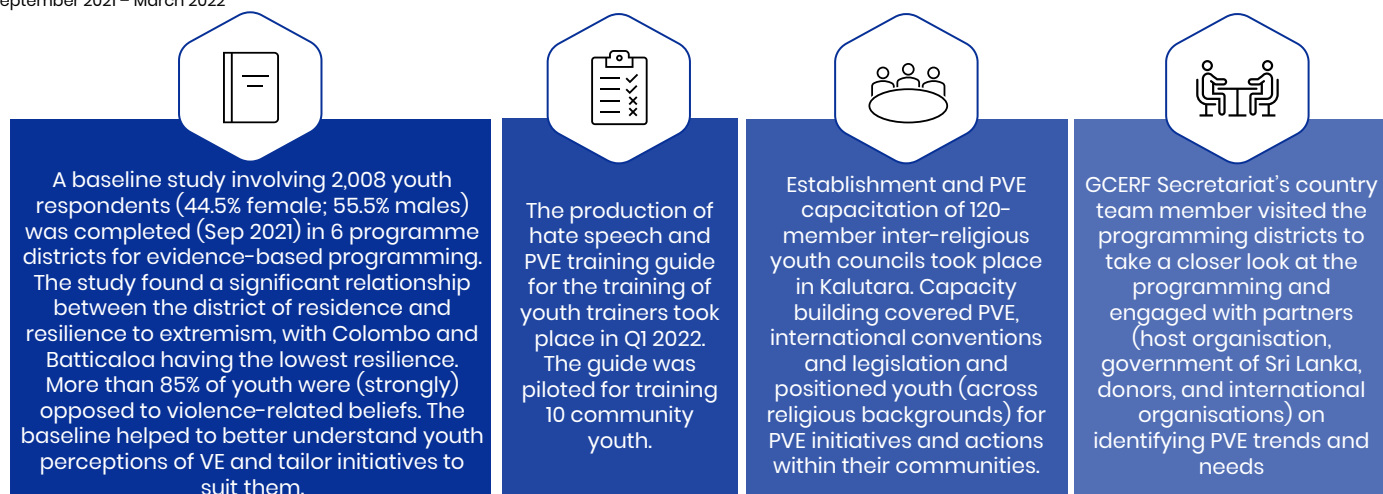 eptember 2021 – March 2022
A baseline study involving 2,008 youth
respondents (44.5% female; 55.5% males)
was completed (Sep 2021) in 6 programme
districts for evidence-based programming.
The study found a significant relationship
between the district of residence and
resilience to extremism, with Colombo and
Batticaloa having the lowest resilience.
More than 85% of youth were (strongly)
opposed to violence-related beliefs. The
baseline helped to better understand youth
perceptions of VE and tailor initiatives to
suit them.
The production of
hate speech and
PVE training guide
for the training of
youth trainers took
place in Q1 2022.
The guide was
piloted for training
10 community
youth.
Establishment and PVE
capacitation of 120-
member inter-religious
youth councils took place
in Kalutara. Capacity
building covered PVE,
international conventions
and legislation and
positioned youth (across
religious backgrounds) for
PVE initiatives and actions
within their communities.
GCERF Secretariat's country
team member visited the
programming districts to
take a closer look at the
programming and
engaged with partners
(host organisation,
government of Sri Lanka,
donors, and international
organisations) on
identifying PVE trends and
needs